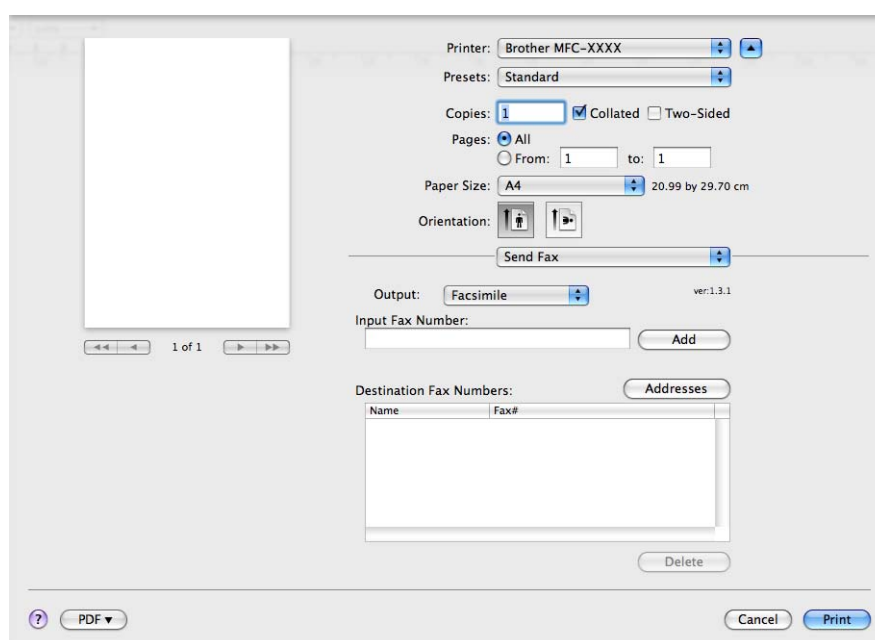 Printer: Brother MFC-XXXX
Presets: Standard
Copies: 1 Collated Two-Sided
Pages: All
From: 1 to: 1
Paper Size: A4 20.99 by 29.70 cm
Orientation:
Send Fax
Output: Facsimile ver:1.3.1
Input Fax Number:
Add
1 of 1
Destination Fax Numbers: Addresses
Name Fax#
Delete
? PDF Cancel Print